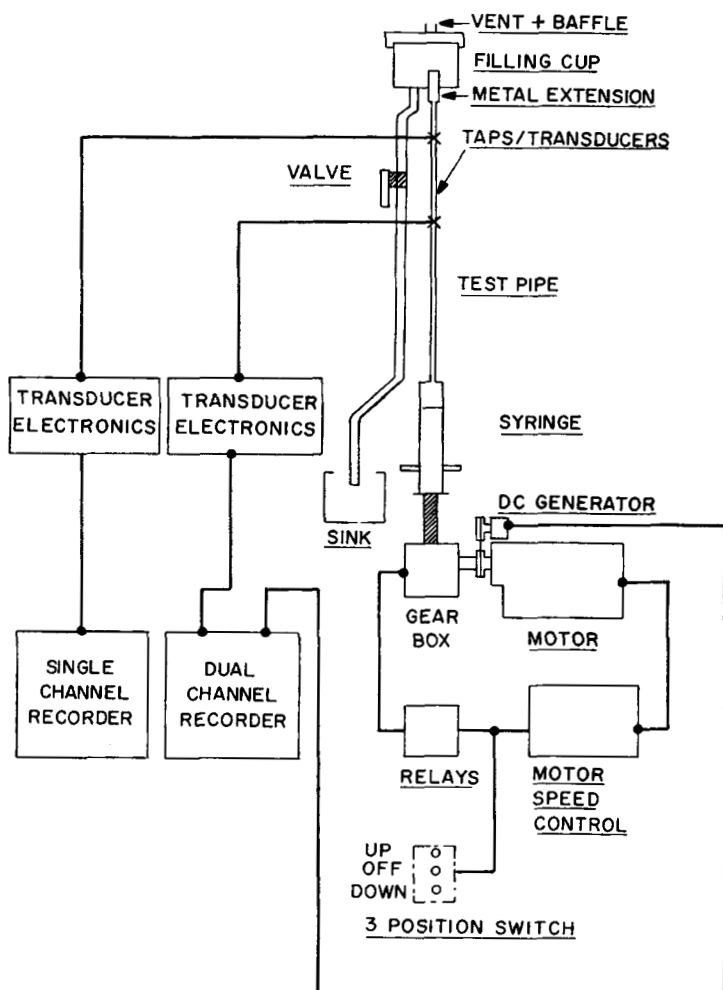 VENT + BAFFLE
FILLING CUP
METAL EXTENSION
TAPS/TRANSDUCERS
VALVE
TEST PIPE
TRANSDUCER
ELECTRONICS
TRANSDUCER
ELECTRONICS
SYRINGE
DC GENERATOR
SINK
GEAR
BOX
MOTOR
SINGLE
CHANNEL
RECORDER
DUAL
CHANNEL
RECORDER
RELAYS
MOTOR
SPEED
CONTROL
UP
OFF
DOWN
3 POSITION SWITCH